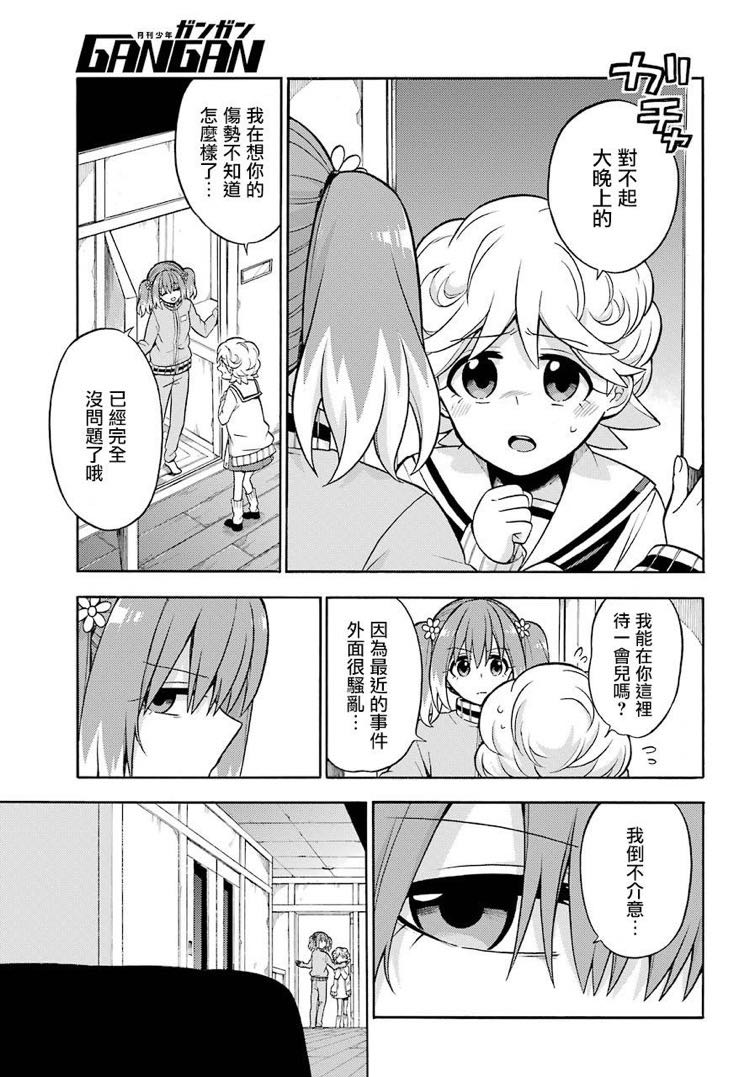 月刊少年
ガンガン
GANGAN
ガチャ
對不起
大晚上的
我在想你的
傷勢不知道
怎麼樣了…
已經完全
沒問題了哦
我能在你這裡
待一會兒嗎？
因為最近的事件
外面很騷亂…
我倒不介意…